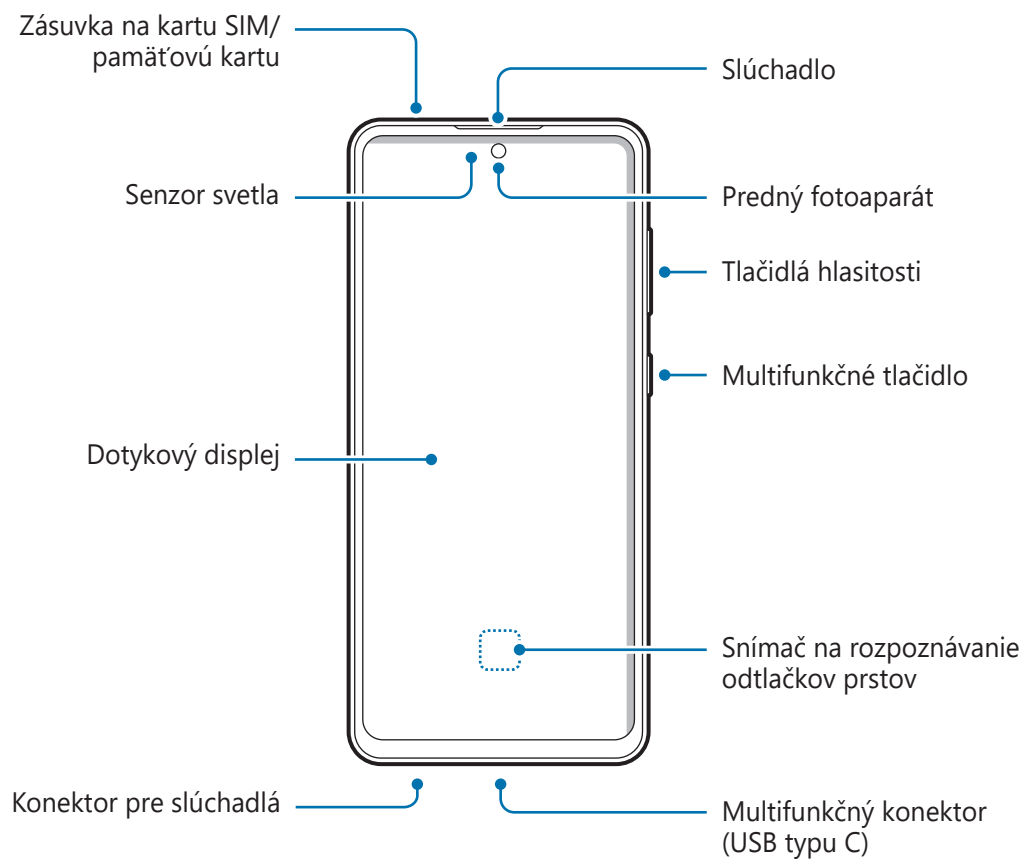 Zásuvka na kartu SIM/
pamäťovú kartu
Slúchadlo
Senzor svetla
Predný fotoaparát
Tlačidlá hlasitosti
Multifunkčné tlačidlo
Dotykový displej
Snímač na rozpoznávanie
odtlačkov prstov
Konektor pre slúchadlá
Multifunkčný konektor
(USB typu C)